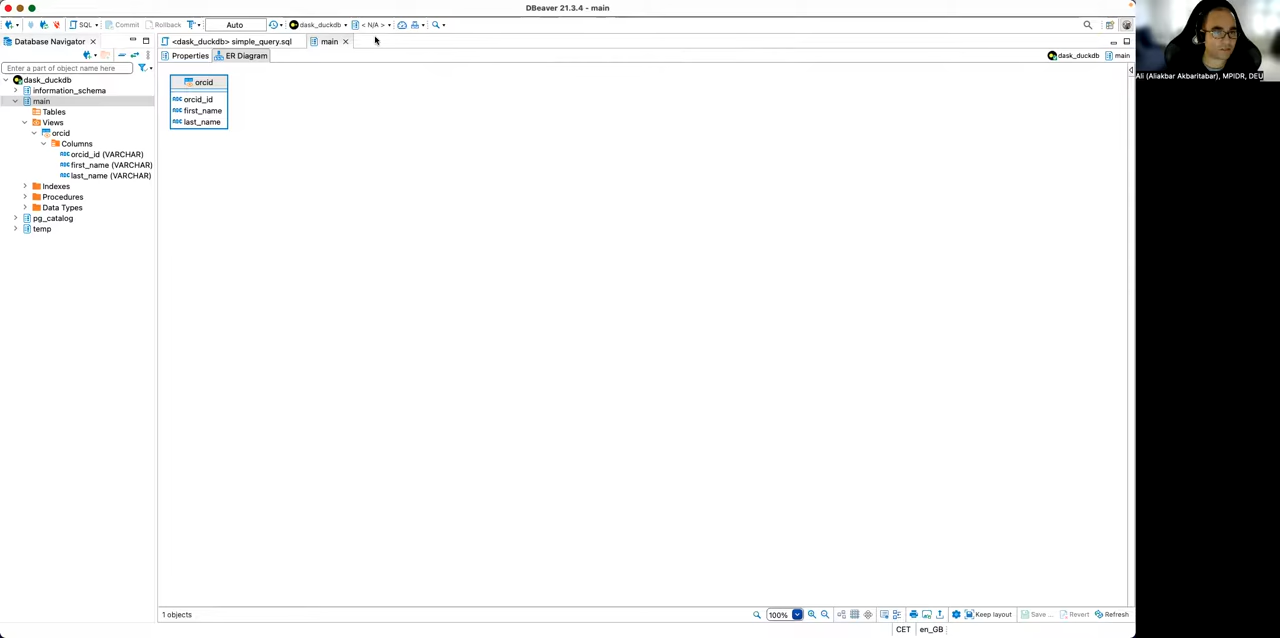 DBeaver 21.3.4 - main
SQL Commit Rollback Auto dask_duckdb < N/A >
Database Navigator
<dask_duckdb> simple_query.sql main
Properties ER Diagram dask_duckdb main
Enter a part of object name here
Ali (Aliakbar Akbaritabar), MPIDR, DEU
dask_duckdb
information_schema
main
Tables
Views
orcid
Columns
orcid_id (VARCHAR)
first_name (VARCHAR)
last_name (VARCHAR)
Indexes
Procedures
Data Types
pg_catalog
temp
orcid
ABC orcid_id
ABC first_name
ABC last_name
1 objects
100% Keep layout Save ... Revert Refresh
CET en_GB